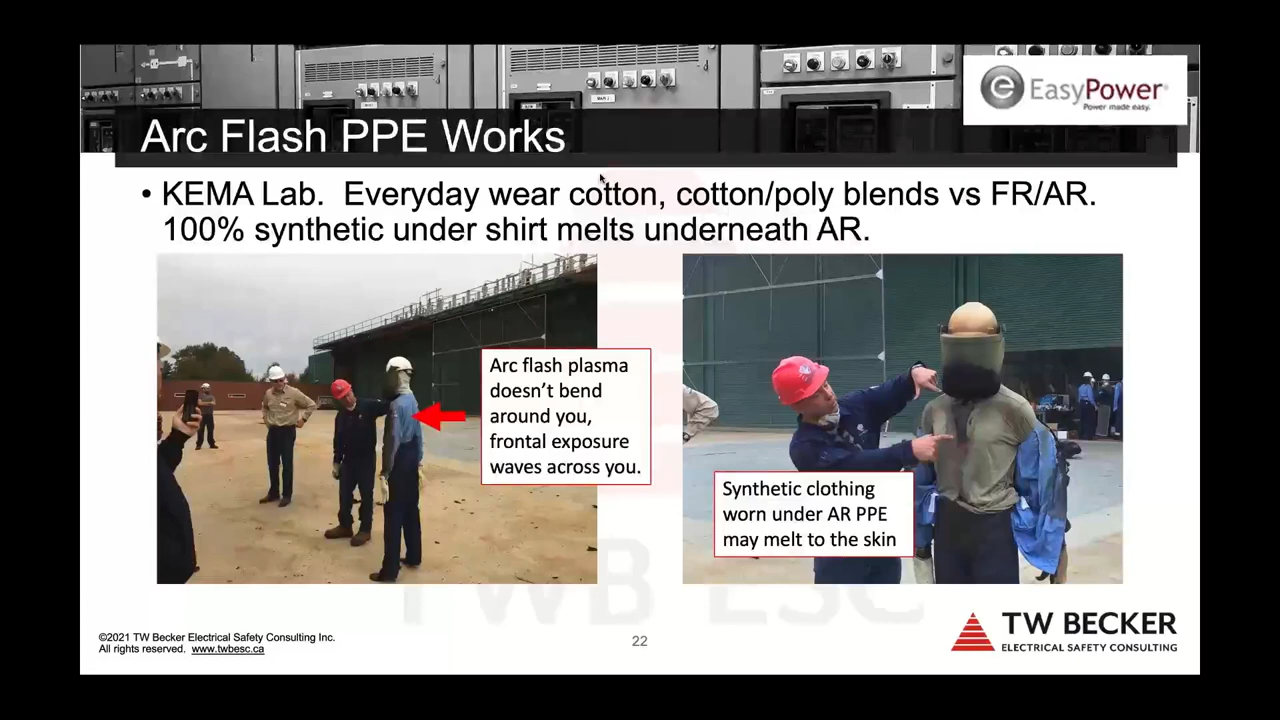 EasyPower
Power made easy.
Arc Flash PPE Works
• KEMA Lab. Everyday wear cotton, cotton/poly blends vs FR/AR.
100% synthetic under shirt melts underneath AR.
Arc flash plasma
doesn’t bend
around you,
frontal exposure
waves across you.
Synthetic clothing
worn under AR PPE
may melt to the skin
TWB ESC
©2021 TW Becker Electrical Safety Consulting Inc.
All rights reserved. www.twbesc.ca
22
TW BECKER
ELECTRICAL SAFETY CONSULTING